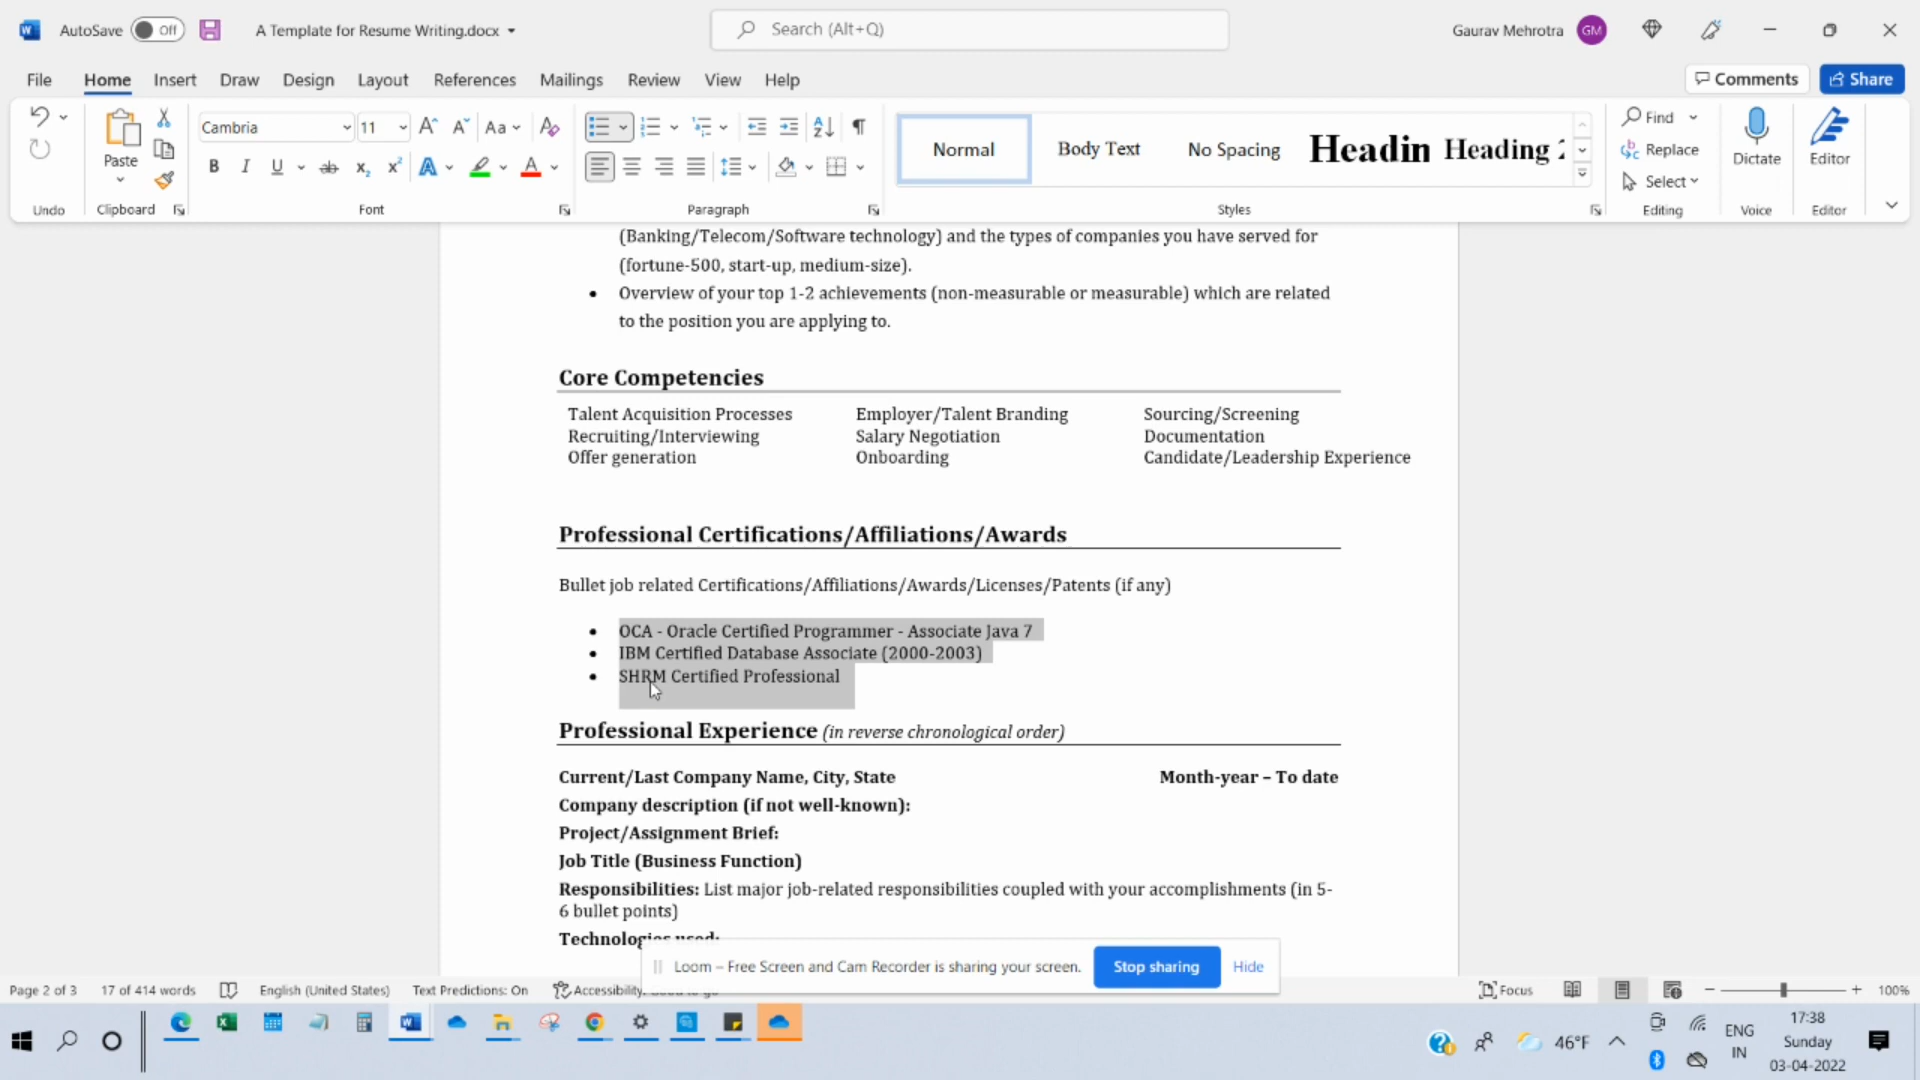 AutoSave Off A Template for Resume Writing.docx Search (Alt+Q) Gaurav Mehrotra GM
File Home Insert Draw Design Layout References Mailings Review View Help Comments Share
Paste
Cambria 11 Aa
B I U ab x₂ x² A A
Normal Body Text No Spacing Headin Heading 2
Find
Replace
Select
Dictate
Editor
Undo Clipboard Font Paragraph Styles Editing Voice Editor
(Banking/Telecom/Software technology) and the types of companies you have served for
(fortune-500, start-up, medium-size).
• Overview of your top 1-2 achievements (non-measurable or measurable) which are related
to the position you are applying to.
Core Competencies
Talent Acquisition Processes Employer/Talent Branding Sourcing/Screening
Recruiting/Interviewing Salary Negotiation Documentation
Offer generation Onboarding Candidate/Leadership Experience
Professional Certifications/Affiliations/Awards
Bullet job related Certifications/Affiliations/Awards/Licenses/Patents (if any)
• OCA - Oracle Certified Programmer - Associate Java 7
• IBM Certified Database Associate (2000-2003)
• SHRM Certified Professional
Professional Experience (in reverse chronological order)
Current/Last Company Name, City, State Month-year – To date
Company description (if not well-known):
Project/Assignment Brief:
Job Title (Business Function)
Responsibilities: List major job-related responsibilities coupled with your accomplishments (in 5-
6 bullet points)
Technologies used:
Loom – Free Screen and Cam Recorder is sharing your screen. Stop sharing Hide
Page 2 of 3 17 of 414 words English (United States) Text Predictions: On Accessibility: Good to go Focus 100%
46°F ENG IN
17:38
Sunday
03-04-2022